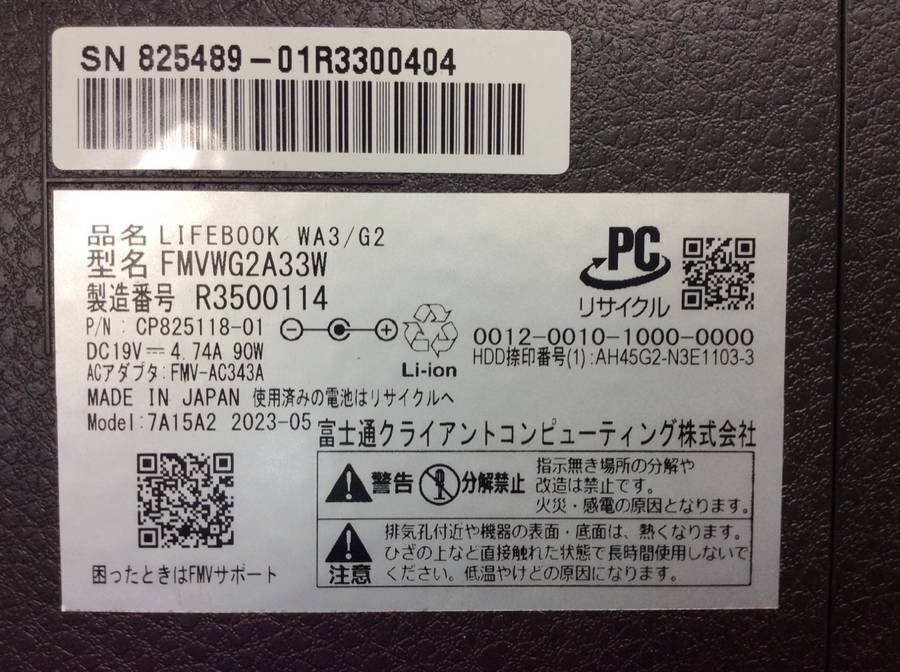 SN 825489-01R3300404
品名 LIFEBOOK WA3/G2
型名 FMVWG2A33W
製造番号 R3500114
P/N: CP825118-01
DC19V⎓4.74A 90W
ACアダプタ:FMV-AC343A
MADE IN JAPAN 使用済みの電池はリサイクルへ
Model:7A15A2 2023-05
Li-ion
PC
リサイクル
0012-0010-1000-0000
HDD捺印番号(1):AH45G2-N3E1103-3
富士通クライアントコンピューティング株式会社
警告 分解禁止
指示無き場所の分解や
改造は禁止です。
火災・感電の原因となります。
注意
排気孔付近や機器の表面・底面は、熱くなります。
ひざの上など直接触れた状態で長時間使用しないで
ください。低温やけどの原因になります。
困ったときはFMVサポート